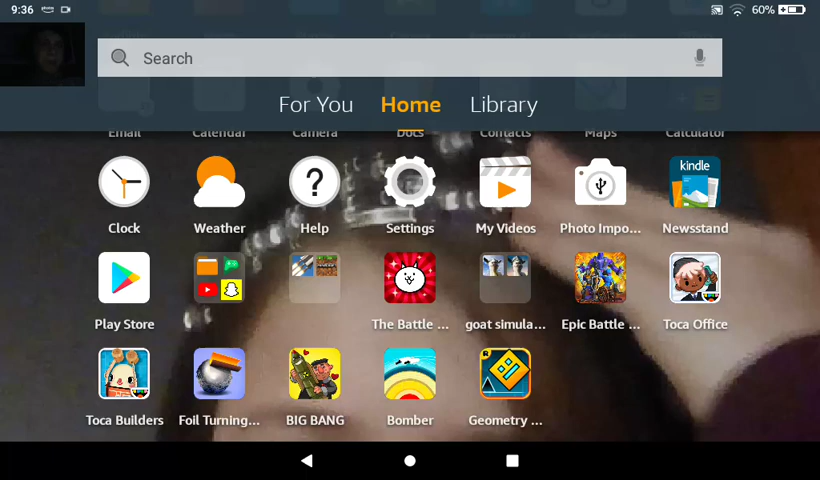 9:36
60%
Search
For You Home Library
Email Calendar Camera Docs Contacts Maps Calculator
kindle
Clock Weather Help Settings My Videos Photo Impo... Newsstand
Play Store The Battle ... goat simula... Epic Battle ... Toca Office
Toca Builders Foil Turning... BIG BANG Bomber Geometry ...